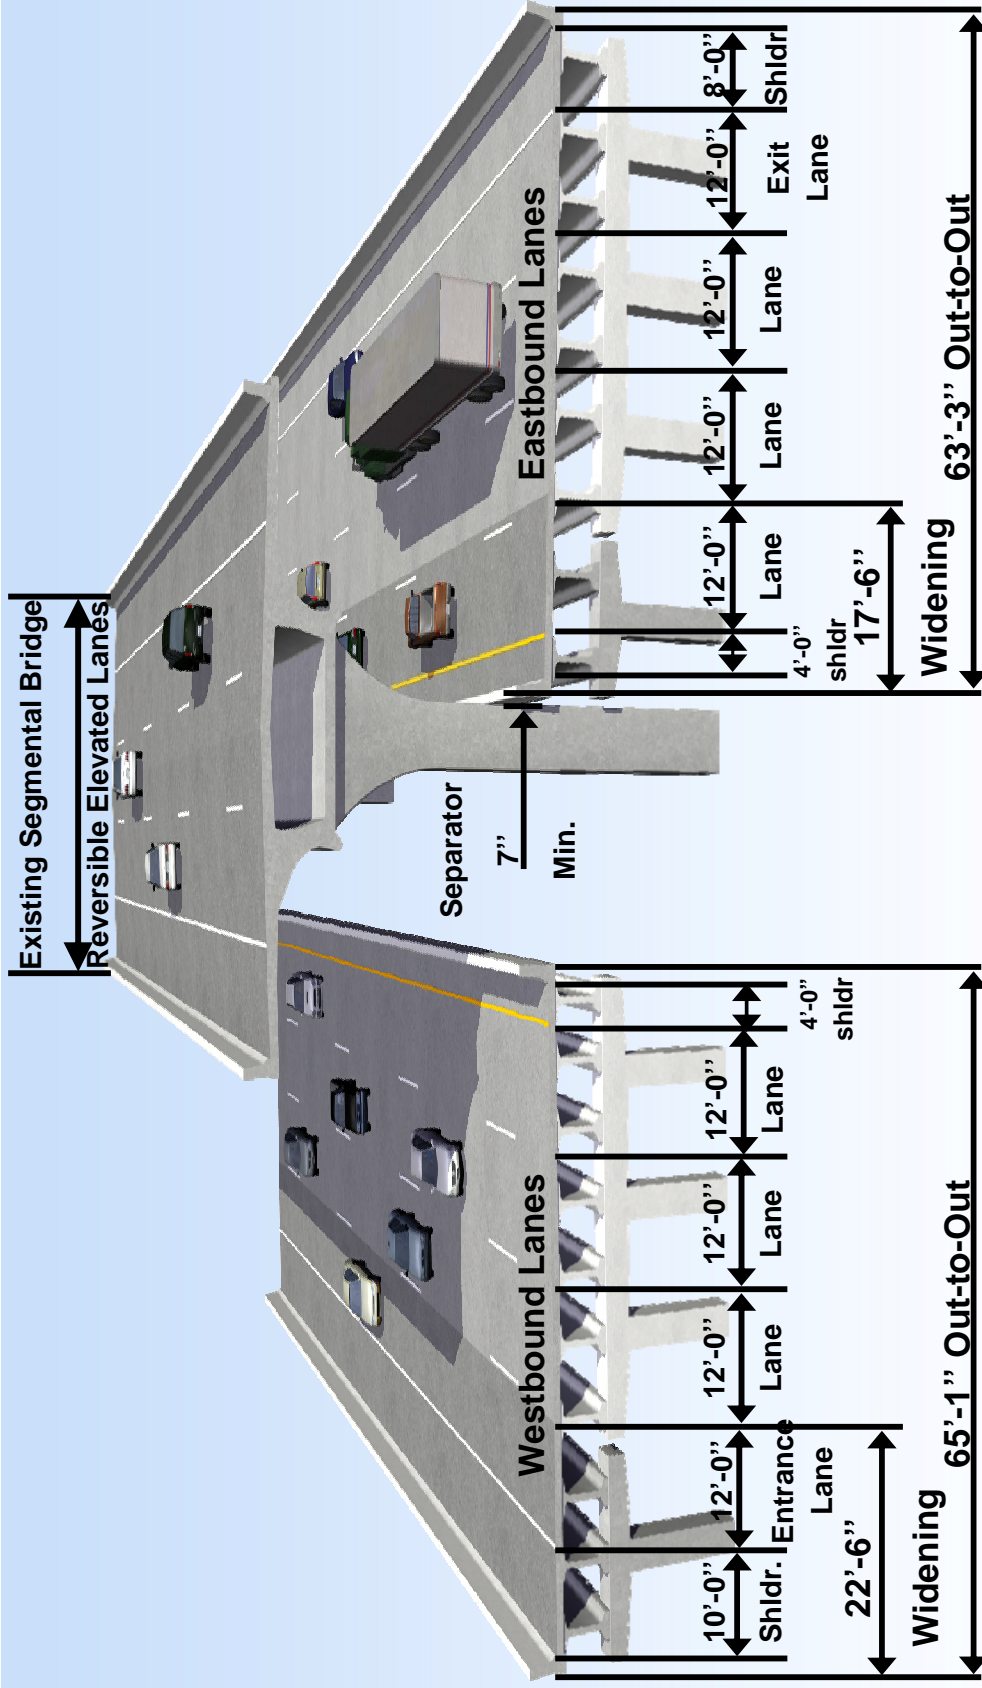 Existing Segmental Bridge
Reversible Elevated Lanes
Separator
7’’
Min.
Westbound Lanes
Eastbound Lanes
10’-0’’
Shldr.
12’-0’’
Entrance
Lane
12’-0’’
Lane
12’-0’’
Lane
12’-0’’
Lane
4’-0’’
shldr
22’-6’’
Widening
65’-1’’ Out-to-Out
4’-0’’
shldr
12’-0’’
Lane
12’-0’’
Lane
12’-0’’
Lane
12’-0’’
Exit
Lane
8’-0’’
Shldr
17’-6’’
Widening
63’-3’’ Out-to-Out